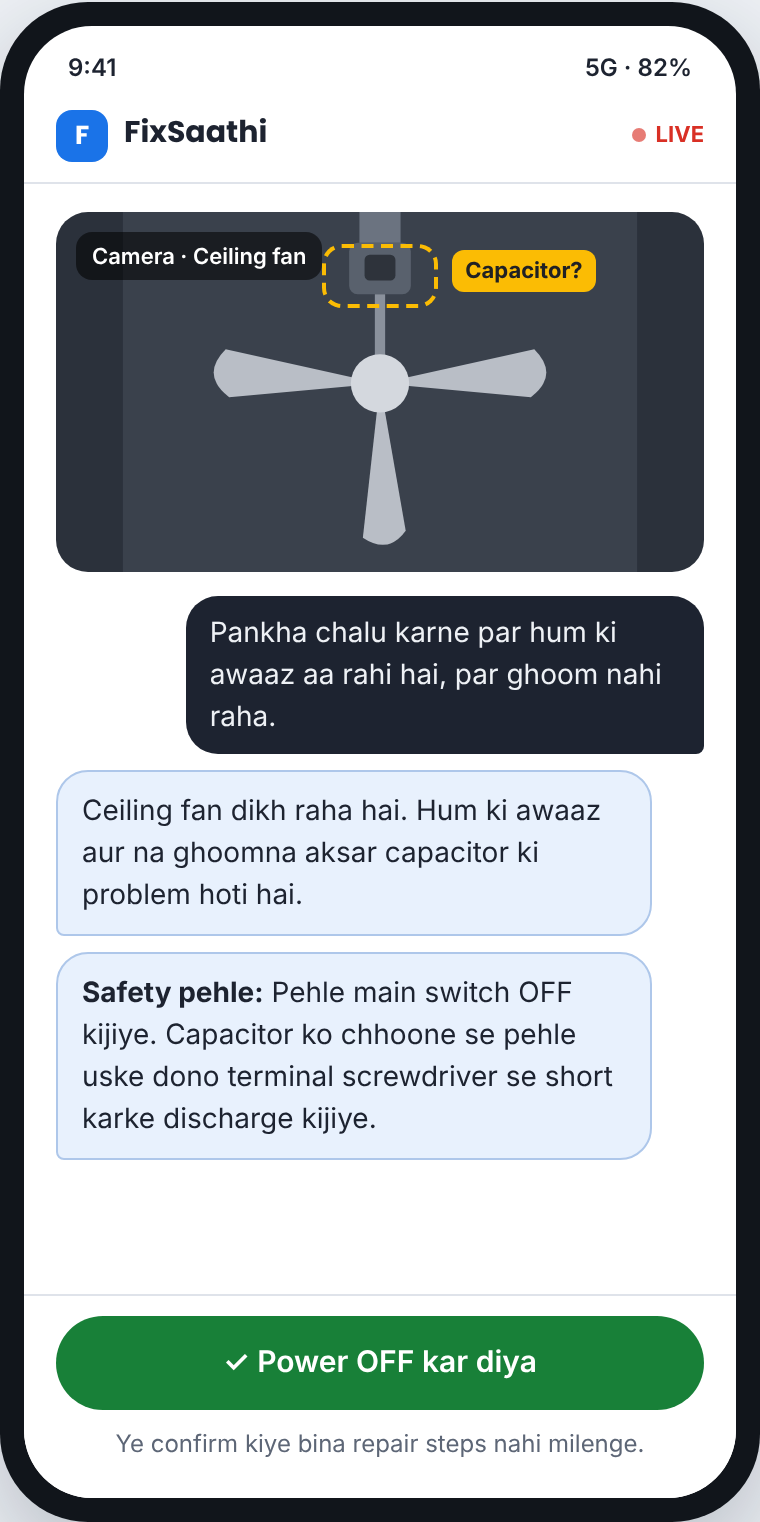 9:41
5G · 82%
F
FixSaathi
LIVE
Camera · Ceiling fan
Capacitor?
Pankha chalu karne par hum ki
awaaz aa rahi hai, par ghoom nahi
raha.
Ceiling fan dikh raha hai. Hum ki awaaz
aur na ghoomna aksar capacitor ki
problem hoti hai.
Safety pehle: Pehle main switch OFF
kijiye. Capacitor ko chhoone se pehle
uske dono terminal screwdriver se short
karke discharge kijiye.
✓ Power OFF kar diya
Ye confirm kiye bina repair steps nahi milenge.